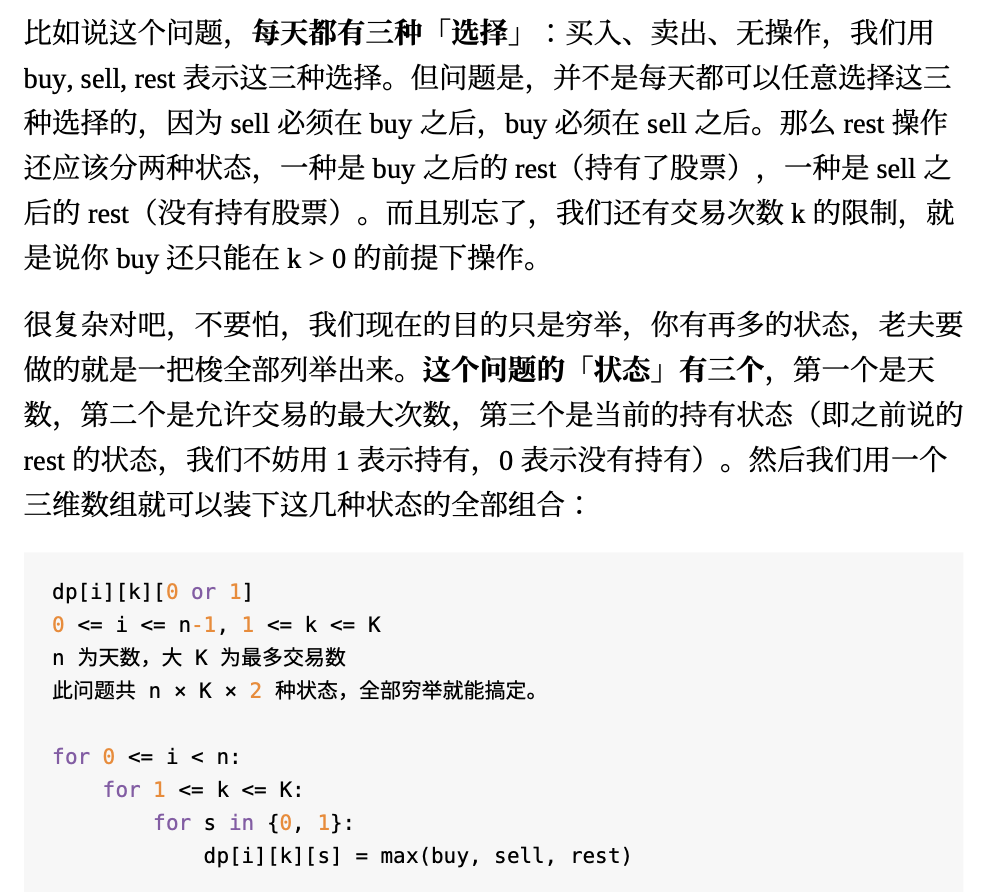 比如说这个问题，每天都有三种「选择」：买入、卖出、无操作，我们用
buy, sell, rest 表示这三种选择。但问题是，并不是每天都可以任意选择这三
种选择的，因为 sell 必须在 buy 之后，buy 必须在 sell 之后。那么 rest 操作
还应该分两种状态，一种是 buy 之后的 rest（持有了股票），一种是 sell 之
后的 rest（没有持有股票）。而且别忘了，我们还有交易次数 k 的限制，就
是说你 buy 还只能在 k > 0 的前提下操作。
很复杂对吧，不要怕，我们现在的目的只是穷举，你有再多的状态，老夫要
做的就是一把梭全部列举出来。这个问题的「状态」有三个，第一个是天
数，第二个是允许交易的最大次数，第三个是当前的持有状态（即之前说的
rest 的状态，我们不妨用 1 表示持有，0 表示没有持有）。然后我们用一个
三维数组就可以装下这几种状态的全部组合：
dp[i][k][0 or 1]
0 <= i <= n-1, 1 <= k <= K
n 为天数，大 K 为最多交易数
此问题共 n × K × 2 种状态，全部穷举就能搞定。
for 0 <= i < n:
    for 1 <= k <= K:
        for s in {0, 1}:
            dp[i][k][s] = max(buy, sell, rest)